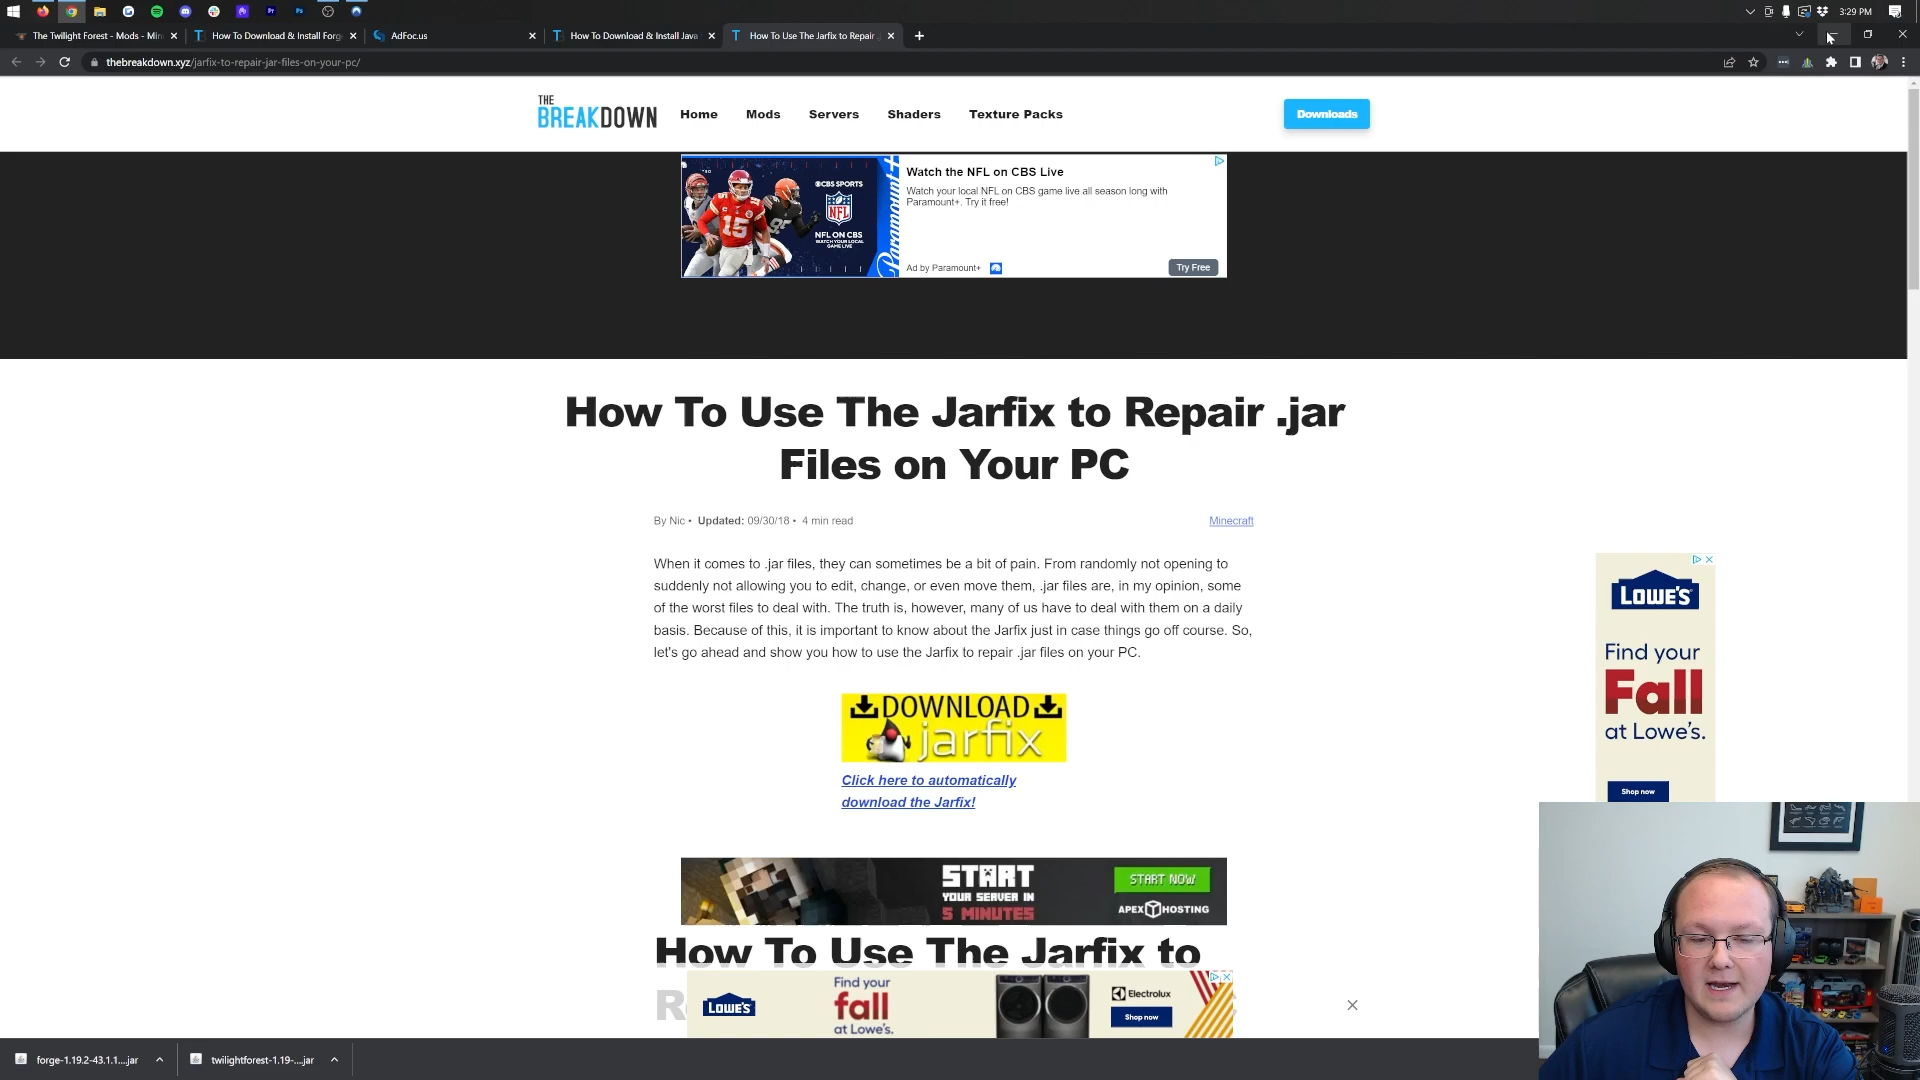 3:29 PM
The Twilight Forest - Mods - Min
How To Download & Install Forg
AdFoc.us
How To Download & Install Java
How To Use The Jarfix to Repair
thebreakdown.xyz/jarfix-to-repair-jar-files-on-your-pc/
THE
BREAKDOWN
Home
Mods
Servers
Shaders
Texture Packs
Downloads
CBS SPORTS
NFL
NFL ON CBS
WATCH YOUR LOCAL
GAME LIVE
Paramount+
Watch the NFL on CBS Live
Watch your local NFL on CBS game live all season long with
Paramount+. Try it free!
Ad by Paramount+
Try Free
How To Use The Jarfix to Repair .jar
Files on Your PC
By Nic • Updated: 09/30/18 • 4 min read
Minecraft
When it comes to .jar files, they can sometimes be a bit of pain. From randomly not opening to
suddenly not allowing you to edit, change, or even move them, .jar files are, in my opinion, some
of the worst files to deal with. The truth is, however, many of us have to deal with them on a daily
basis. Because of this, it is important to know about the Jarfix just in case things go off course. So,
let's go ahead and show you how to use the Jarfix to repair .jar files on your PC.
DOWNLOAD
jarfix
Click here to automatically
download the Jarfix!
LOWE'S
Find your
Fall
at Lowe's.
Shop now
START
YOUR SERVER IN
5 MINUTES
START NOW
APEX HOSTING
How To Use The Jarfix to
R
LOWE'S
Find your
fall
at Lowe's.
Electrolux
Shop now
forge-1.19.2-43.1.1....jar
twilightforest-1.19-....jar